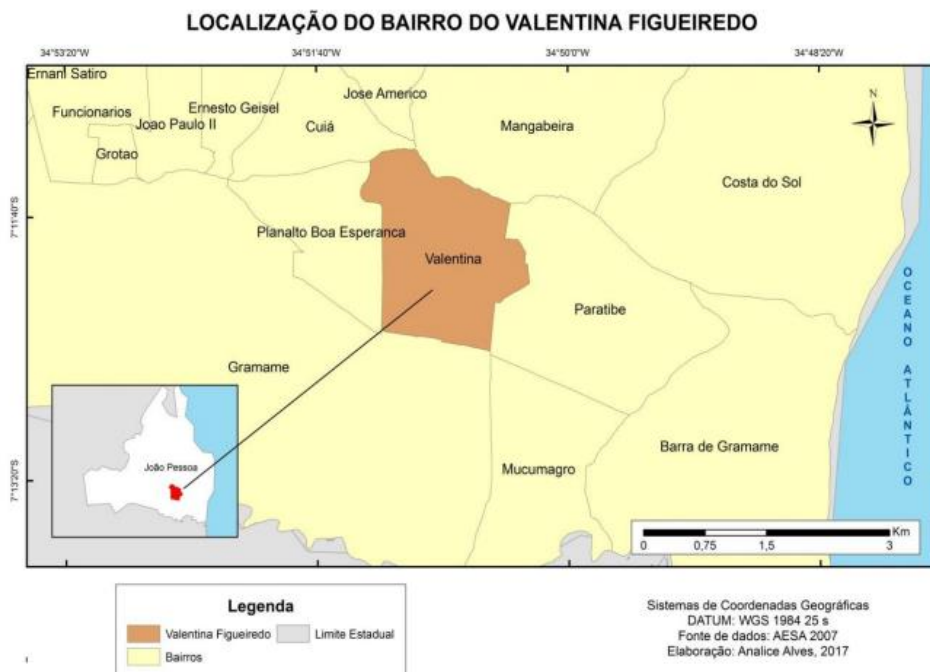 LOCALIZAÇÃO DO BAIRRO DO VALENTINA FIGUEIREDO
34°53'20"W
34°51'40"W
34°50'0"W
34°48'20"W
Ernani Satiro
Jose Americo
N
Funcionarios
Ernesto Geisel
Joao Paulo II
Cuiá
Mangabeira
Grotao
Costa do Sol
7°11'40"S
Planalto Boa Esperanca
Valentina
Paratibe
OCEANO ATLÂNTICO
Gramame
João Pessoa
Mucumagro
Barra de Gramame
7°13'20"S
Km
0 0,75 1,5 3
Legenda
Valentina Figueiredo
Limite Estadual
Bairros
Sistemas de Coordenadas Geográficas
DATUM: WGS 1984 25 s
Fonte de dados: AESA 2007
Elaboração: Analice Alves, 2017